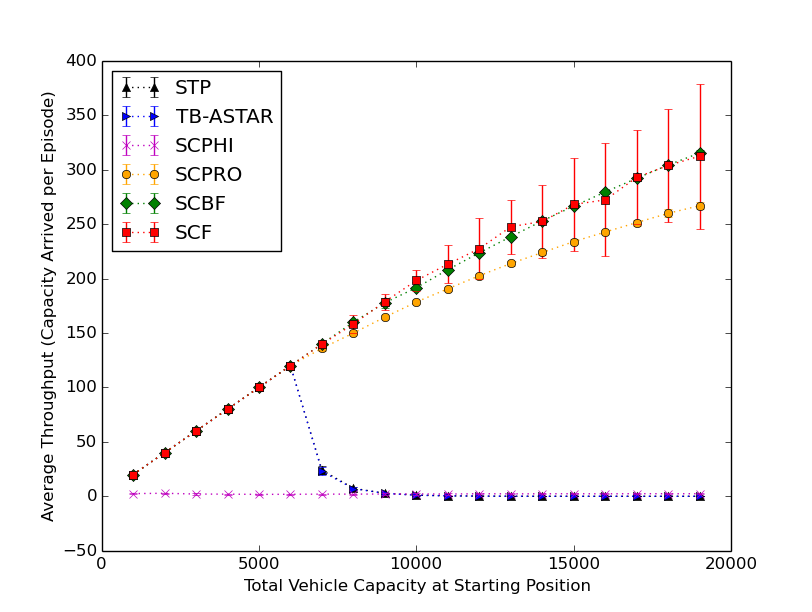 400
350
300
250
200
150
100
50
0
−50
0
5000
10000
15000
20000
Average Throughput (Capacity Arrived per Episode)
Total Vehicle Capacity at Starting Position
STP
TB-ASTAR
SCPHI
SCPRO
SCBF
SCF